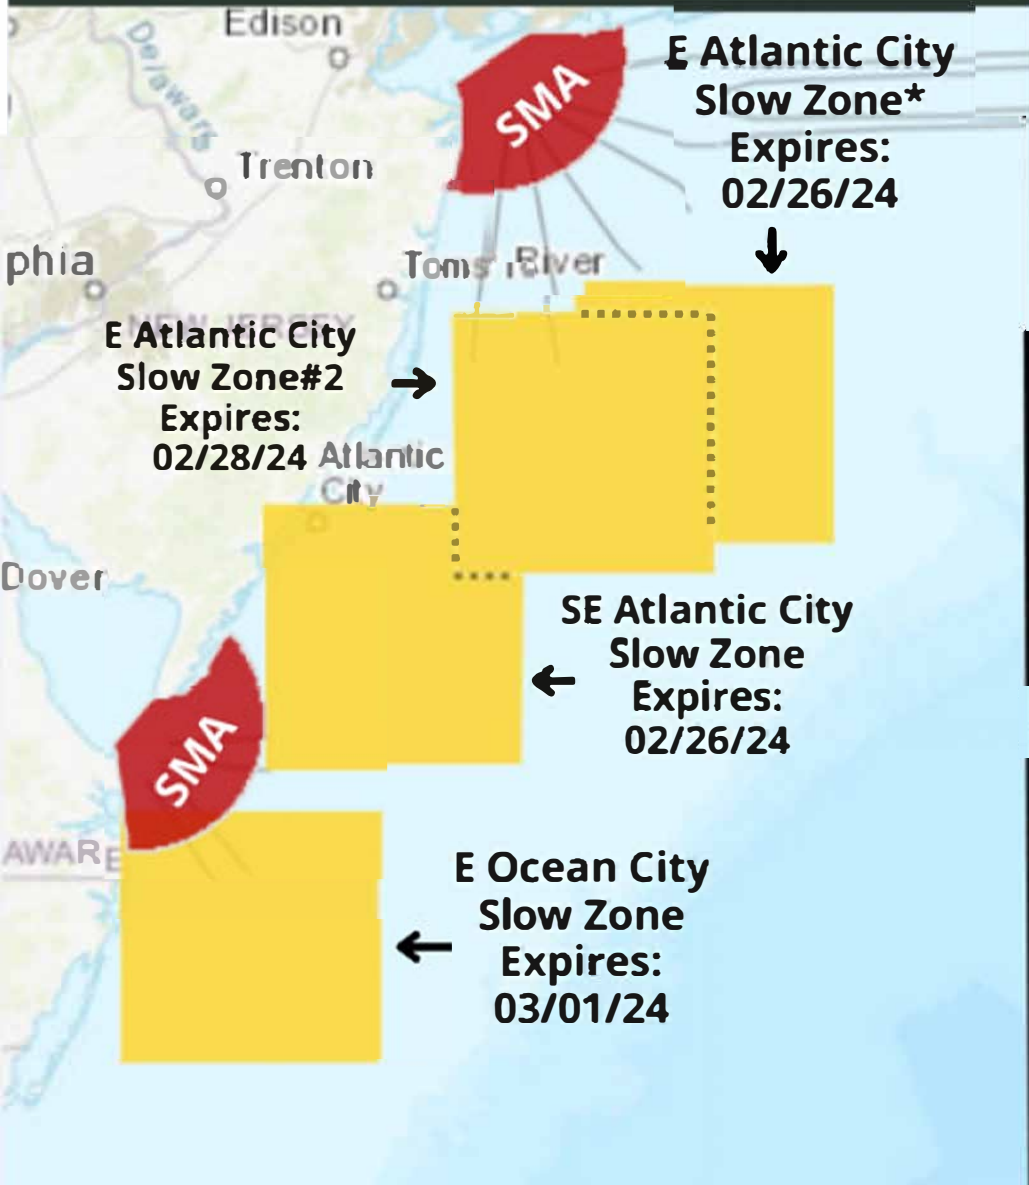 Edison
Delaware
SMA
E Atlantic City
Slow Zone*
Expires:
02/26/24
Trenton
phia
Toms River
NEW JERSEY
E Atlantic City
Slow Zone#2
Expires:
02/28/24
Atlantic
City
Dover
SE Atlantic City
Slow Zone
Expires:
02/26/24
SMA
AWARE
E Ocean City
Slow Zone
Expires:
03/01/24